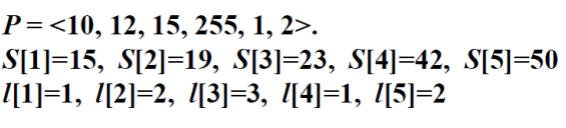 P = <10, 12, 15, 255, 1, 2>.
S[1]=15, S[2]=19, S[3]=23, S[4]=42, S[5]=50
l[1]=1, l[2]=2, l[3]=3, l[4]=1, l[5]=2